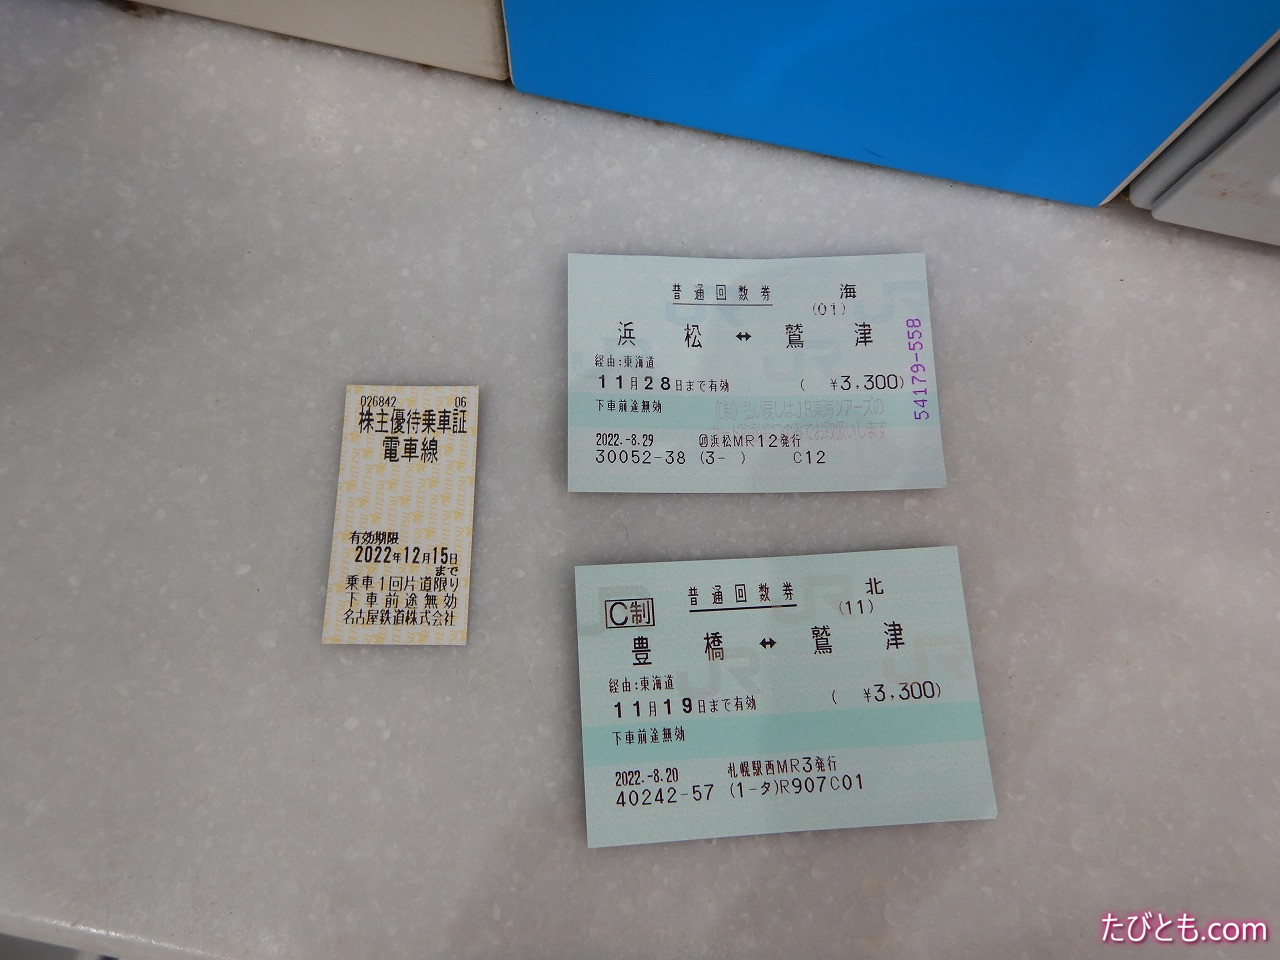 026842 06
株主優待乗車証
電車線
有効期限
2022年12月15日
まで
乗車1回片道限り
下車前途無効
名古屋鉄道株式会社
普通回数券 海
(01)
浜松↔鷲津
経由:東海道
11月28日まで有効 ( ¥3,300)
下車前途無効
2022.-8.29 浜松MR12発行
30052-38 (3- ) C12
54179-558
C制 普通回数券 北
(11)
豊橋↔鷲津
経由:東海道
11月19日まで有効 ( ¥3,300)
下車前途無効
2022.-8.20 札幌駅西MR3発行
40242-57 (1-タ)R907C01
たびとも.com